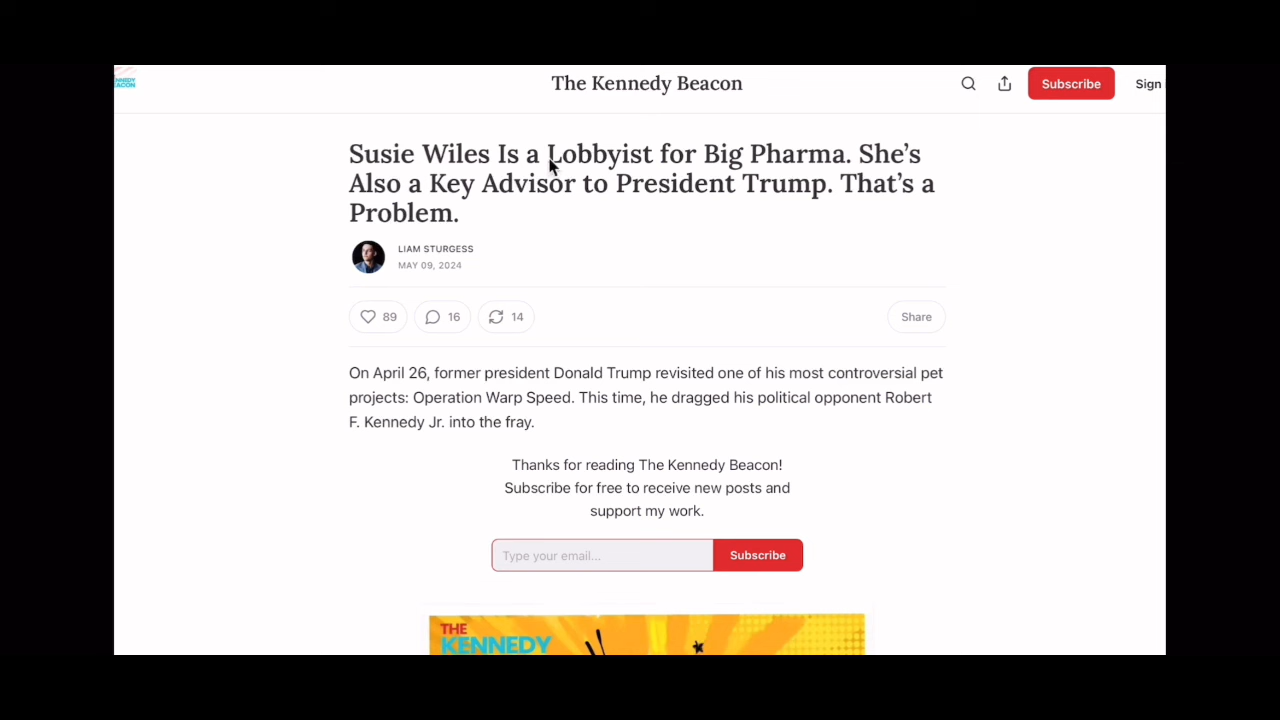 NNEDY
EACON
The Kennedy Beacon
Subscribe
Sign
Susie Wiles Is a Lobbyist for Big Pharma. She's
Also a Key Advisor to President Trump. That's a
Problem.
LIAM STURGESS
MAY 09, 2024
89
16
14
Share
On April 26, former president Donald Trump revisited one of his most controversial pet
projects: Operation Warp Speed. This time, he dragged his political opponent Robert
F. Kennedy Jr. into the fray.
Thanks for reading The Kennedy Beacon!
Subscribe for free to receive new posts and
support my work.
Type your email...
Subscribe
THE
KENNEDY